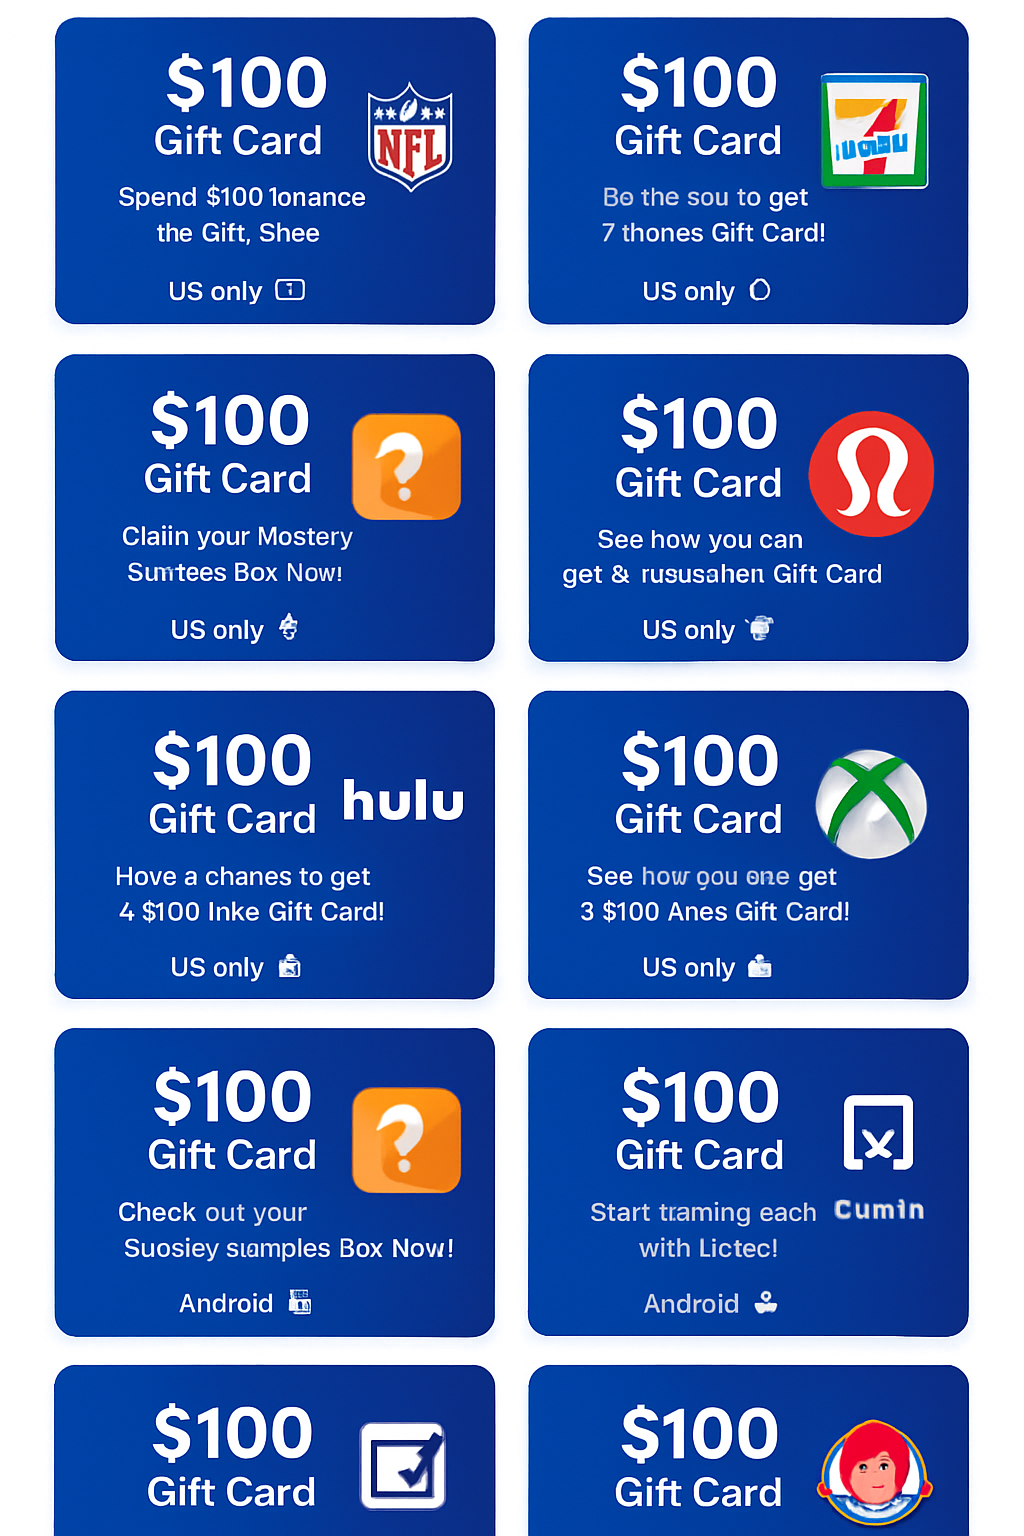 $100
Gift Card
NFL
Spend $100 1onance
the Gift, Shee
US only
$100
Gift Card
7
Be the sou to get
7 thones Gift Card!
US only
$100
Gift Card
?
Claiin your Mostery
Sumtees Box Now!
US only
$100
Gift Card
See how you can
get & rususahen Gift Card
US only
$100
Gift Card
hulu
Hove a chanes to get
4 $100 Inke Gift Card!
US only
$100
Gift Card
See how you one get
3 $100 Anes Gift Card!
US only
$100
Gift Card
?
Check out your
Suosiey samples Box Now!
Android
$100
Gift Card
Cumin
Start traming each
with Lictec!
Android
$100
Gift Card
$100
Gift Card